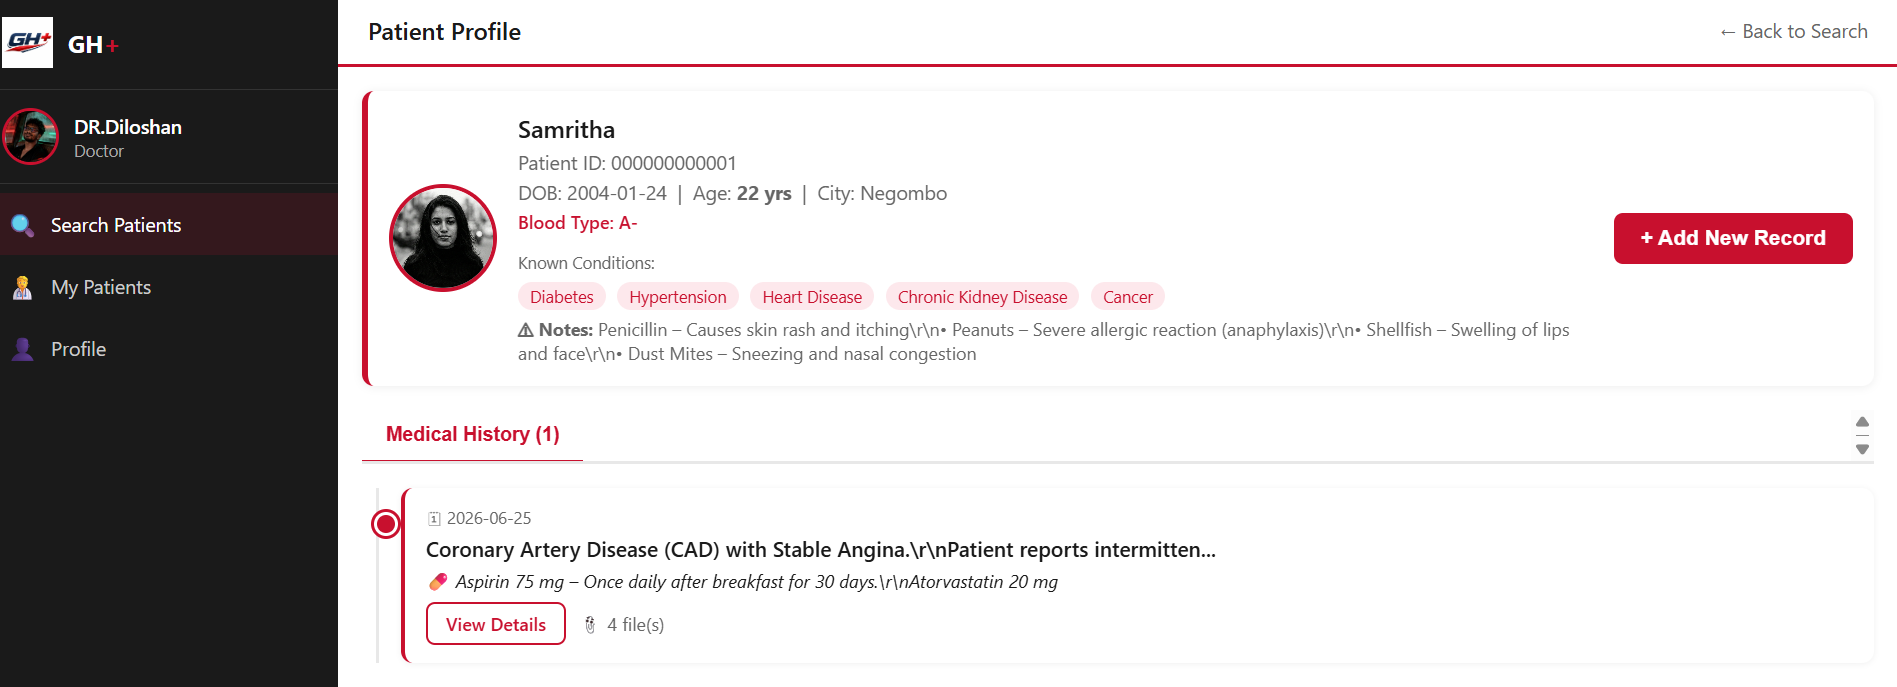 GH+
GH+
DR.Diloshan
Doctor
Search Patients
My Patients
Profile
Patient Profile
← Back to Search
Samritha
Patient ID: 000000000001
DOB: 2004-01-24 | Age: 22 yrs | City: Negombo
Blood Type: A-
Known Conditions:
Diabetes Hypertension Heart Disease Chronic Kidney Disease Cancer
⚠ Notes: Penicillin – Causes skin rash and itching\r\n• Peanuts – Severe allergic reaction (anaphylaxis)\r\n• Shellfish – Swelling of lips
and face\r\n• Dust Mites – Sneezing and nasal congestion
+ Add New Record
Medical History (1)
2026-06-25
Coronary Artery Disease (CAD) with Stable Angina.\r\nPatient reports intermitten...
Aspirin 75 mg – Once daily after breakfast for 30 days.\r\nAtorvastatin 20 mg
View Details
4 file(s)